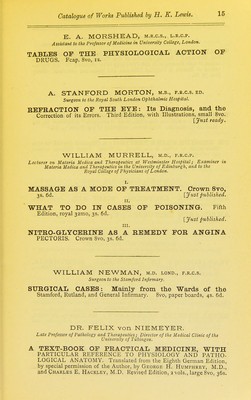 Catalogue of Works Published by H. K. Lewis. 15
E. A. MORSHEAD, M.R.C.S., L.R.C.P.
Assistant to the Professor of Medicine in University College, London.
TABLES OF THE PHYSIOLOGICAL ACTION OF
DRUGS. Fcap. 8vo, 1s.
A. STANFORD MORTON, M.B., F.R.C.S. ED.
Surgeon to the Royal South London Ophthalmic Hospital.
REFRACTION OF THE EYE: Its Diagnosis, and the
Correction of its Errors. Third Edition, with Illustrations, small 8vo.
[Just ready.
WILLIAM MURRELL, M.D., F.R.C.P.
Lecturer on Materia Medica and Therapeutics at Westminster Hospital; Examiner in
Materia Medica and Therapeutics in the University of Edinburgh, and to the
Royal College of Physicians of London.
I.
MASSAGE AS A MODE OF TREATMENT. Crown 8vo,
3s. 6d. [Just published.
II.
WHAT TO DO IN CASES OF POISONING. Fifth
Edition, royal 32mo, 3s. 6d.
[Just published.
III.
NITRO-GLYCERINE AS A REMEDY FOR ANGINA
PECTORIS. Crown 8vo, 3s. 6d.
WILLIAM NEWMAN, M.D. LOND., F.R.C.S.
Surgeon to the Stamford Infirmary.
SURGICAL CASES: Mainly from the Wards of the
Stamford, Rutland, and General Infirmary. 8vo, paper boards, 4s. 6d.
DR. FELIX VON NIEMEYER.
Late Professor of Pathology and Therapeutics; Director of the Medical Clinic of the
University of Tübingen.
A TEXT-BOOK OF PRACTICAL MEDICINE, WITH
PARTICULAR REFERENCE TO PHYSIOLOGY AND PATHO-
LOGICAL ANATOMY. Translated from the Eighth German Edition,
by special permission of the Author, by GEORGE H. HUMPHREY, M.D.,
and CHARLES E. HACKLEY, M.D. Revised Edition, 2 vols., large 8vo, 36s.